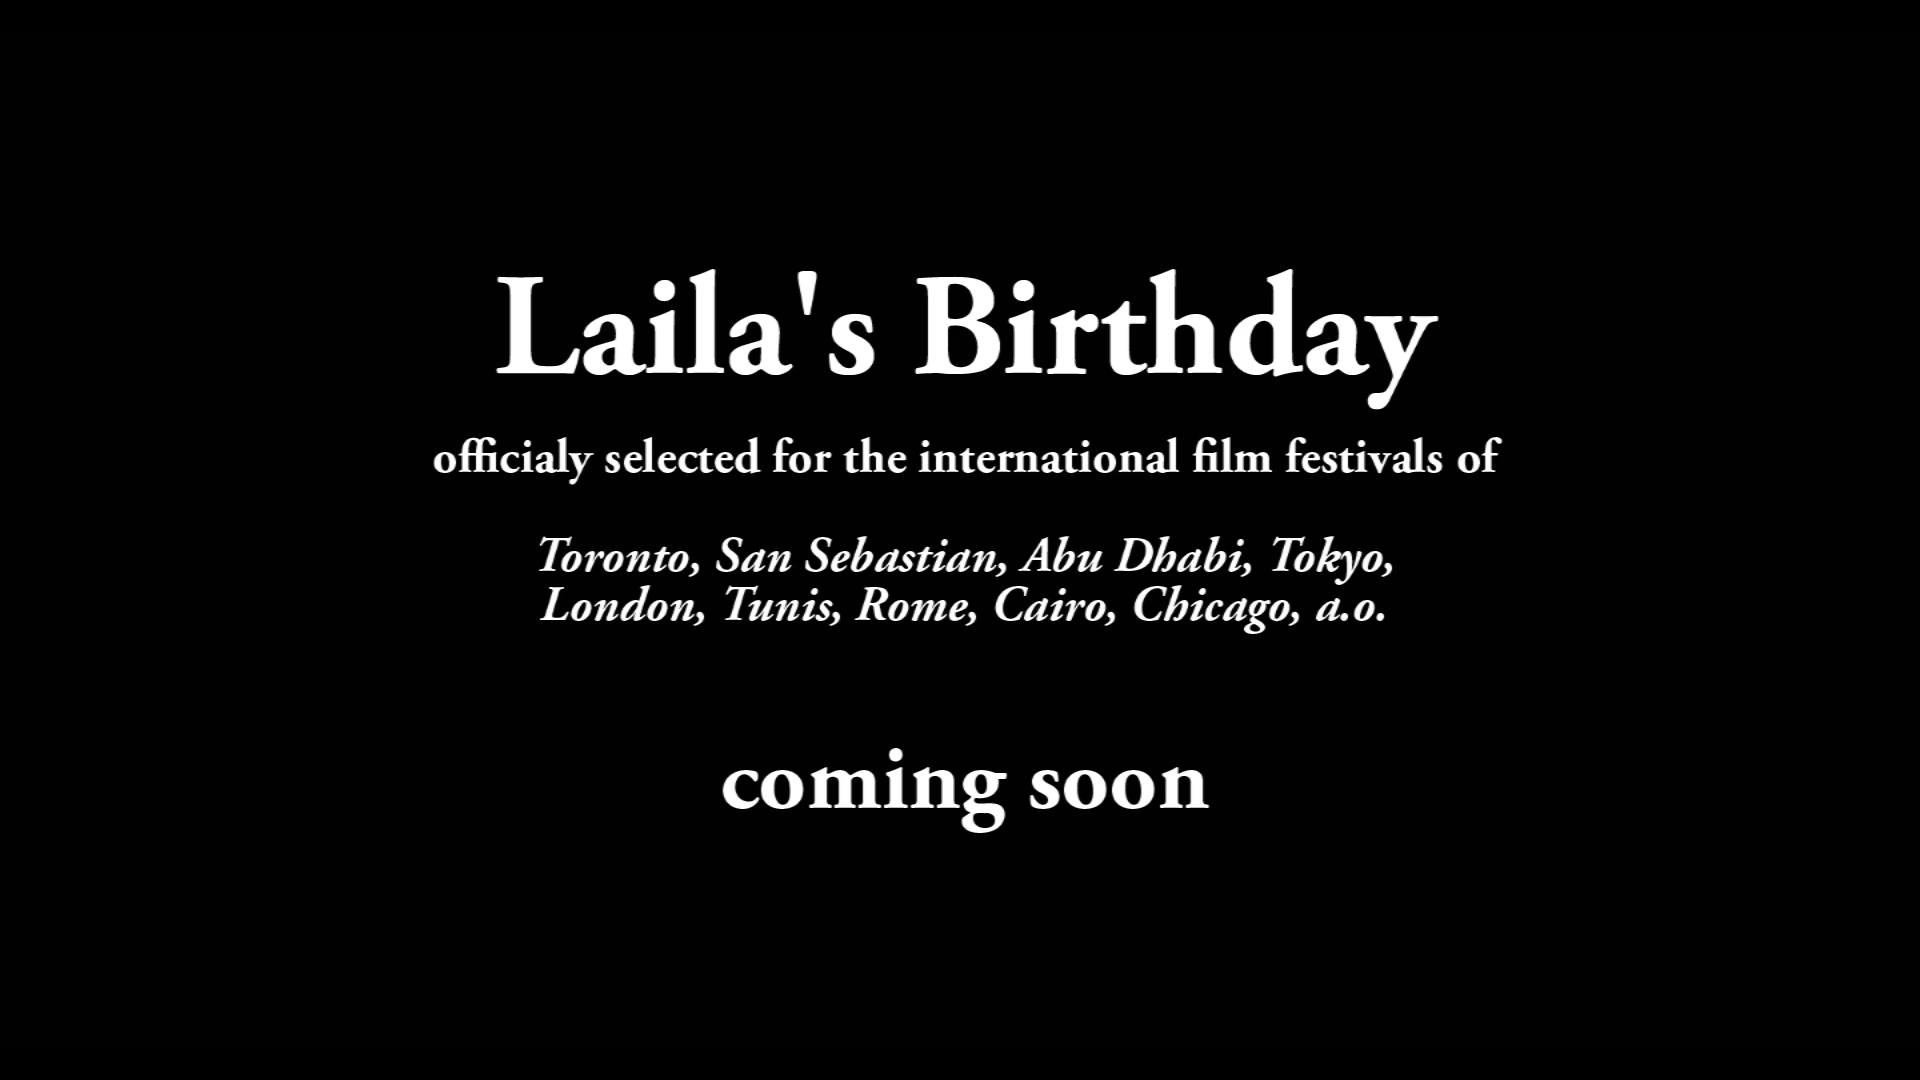 Laila's Birthday
officialy selected for the international film festivals of
Toronto, San Sebastian, Abu Dhabi, Tokyo,
London, Tunis, Rome, Cairo, Chicago, a.o.
coming soon